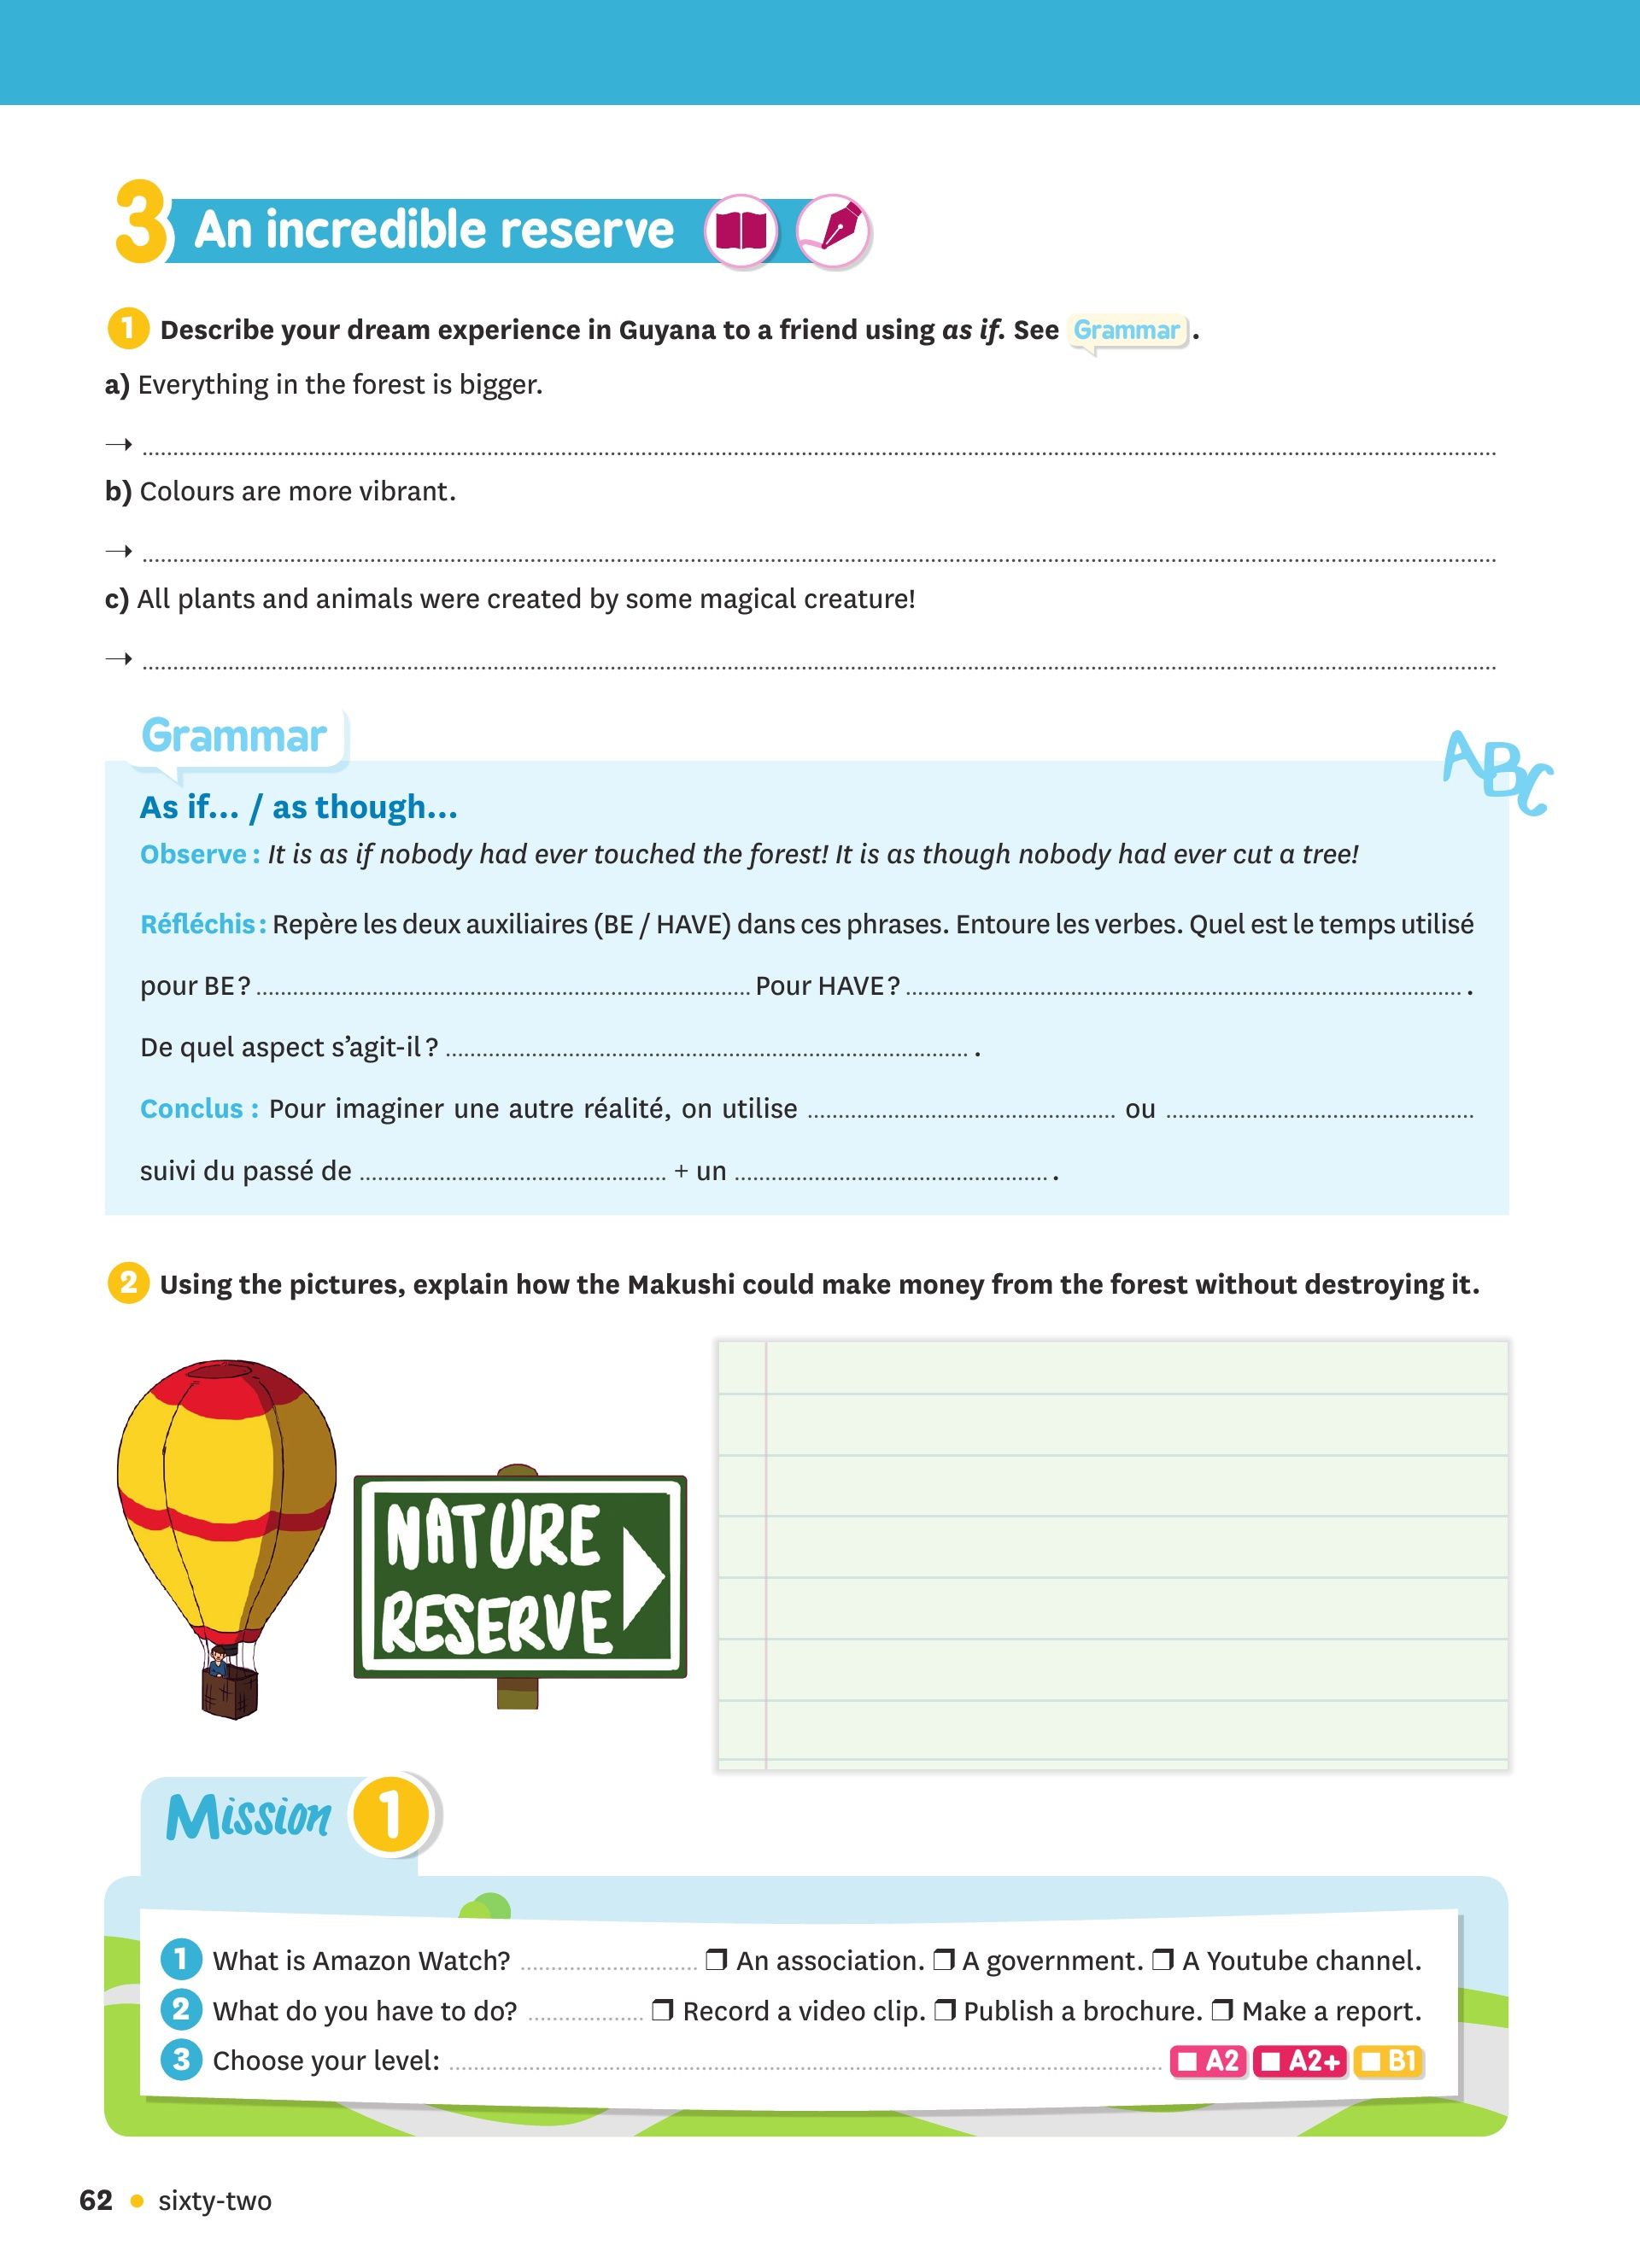 3 An incredible reserve
1 Describe your dream experience in Guyana to a friend using as if. See Grammar .
a) Everything in the forest is bigger.
→ ........................................
b) Colours are more vibrant.
→ ........................................
c) All plants and animals were created by some magical creature!
→ ........................................
Grammar
ABC
As if... / as though...
Observe : It is as if nobody had ever touched the forest! It is as though nobody had ever cut a tree!
Réfléchis : Repère les deux auxiliaires (BE / HAVE) dans ces phrases. Entoure les verbes. Quel est le temps utilisé
pour BE ? ........................................ Pour HAVE ? ........................................ .
De quel aspect s’agit-il ? ........................................ .
Conclus : Pour imaginer une autre réalité, on utilise ........................................ ou ........................................
suivi du passé de ........................................ + un ........................................ .
2 Using the pictures, explain how the Makushi could make money from the forest without destroying it.
NATURE
RESERVE
Mission 1
1 What is Amazon Watch? .......................... ❒ An association. ❒ A government. ❒ A Youtube channel.
2 What do you have to do? ................. ❒ Record a video clip. ❒ Publish a brochure. ❒ Make a report.
3 Choose your level: ........................................ ■ A2 ■ A2+ ■ B1
62 • sixty-two